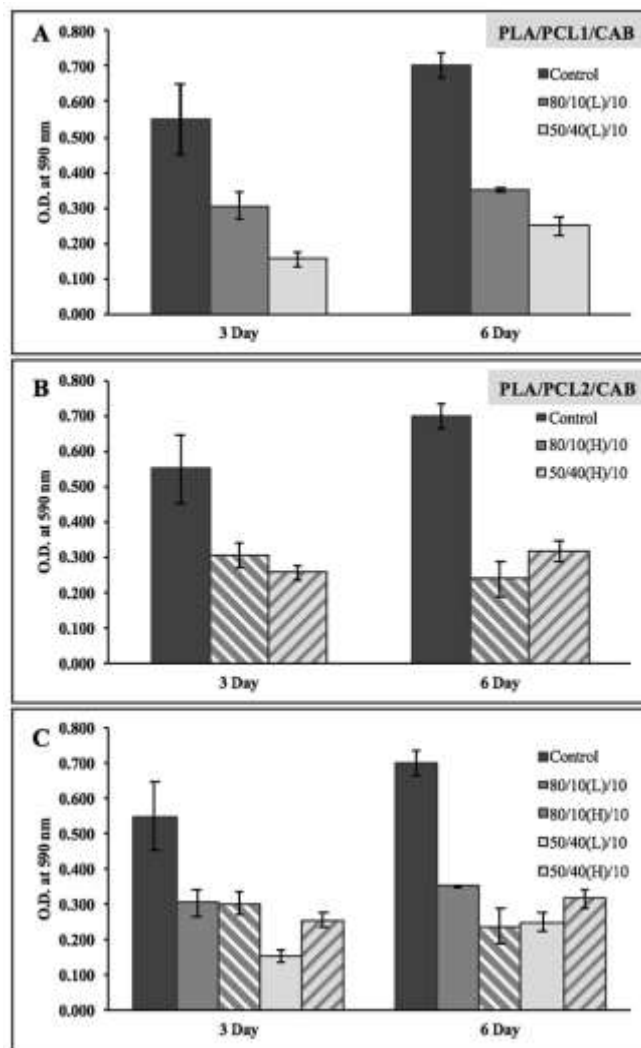 A
PLA/PCL1/CAB
0.800
0.700
0.600
0.500
0.400
0.300
0.200
0.100
0.000
O.D. at 590 nm
Control
80/10(L)/10
50/40(L)/10
3 Day
6 Day
B
PLA/PCL2/CAB
0.800
0.700
0.600
0.500
0.400
0.300
0.200
0.100
0.000
O.D. at 590 nm
Control
80/10(H)/10
50/40(H)/10
3 Day
6 Day
C
0.800
0.700
0.600
0.500
0.400
0.300
0.200
0.100
0.000
O.D. at 590 nm
Control
80/10(L)/10
80/10(H)/10
50/40(L)/10
50/40(H)/10
3 Day
6 Day